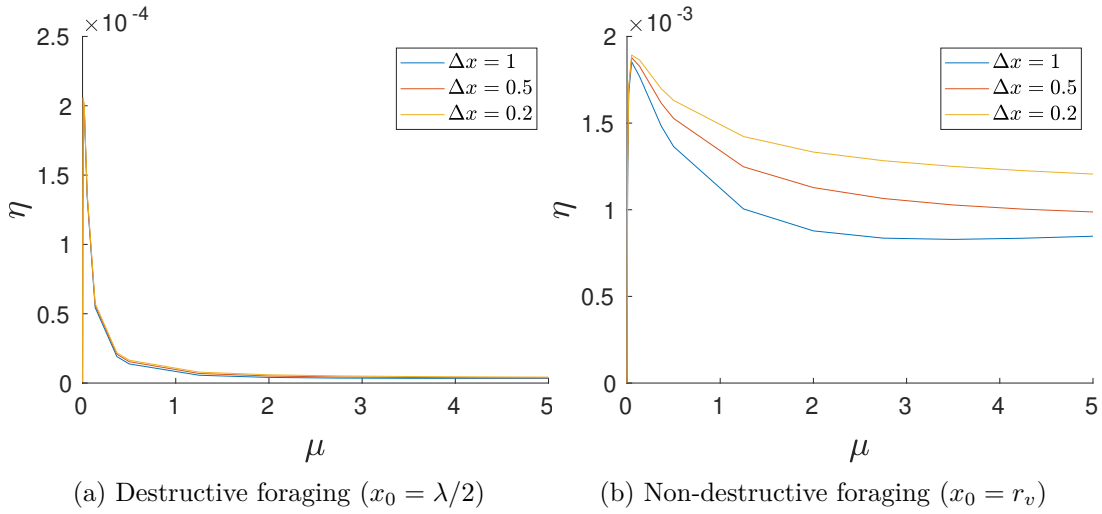 ×10⁻⁴
2.5
2
1.5
1
0.5
0
η
0 1 2 3 4 5
μ
Δx = 1
Δx = 0.5
Δx = 0.2
(a) Destructive foraging (x₀ = λ/2)
×10⁻³
2
1.5
1
0.5
0
η
0 1 2 3 4 5
μ
Δx = 1
Δx = 0.5
Δx = 0.2
(b) Non-destructive foraging (x₀ = rᵥ)